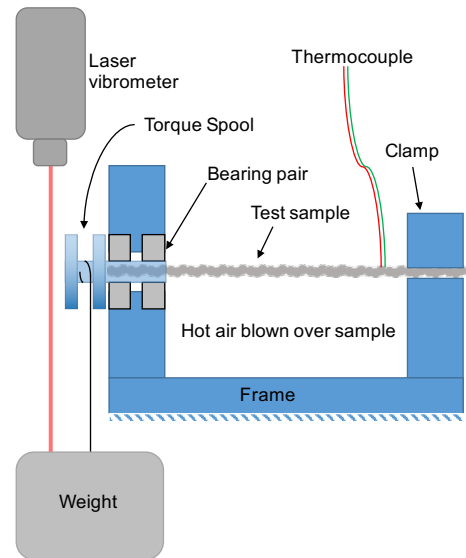 Laser
vibrometer
Thermocouple
Torque Spool
Clamp
Bearing pair
Test sample
Hot air blown over sample
Frame
Weight